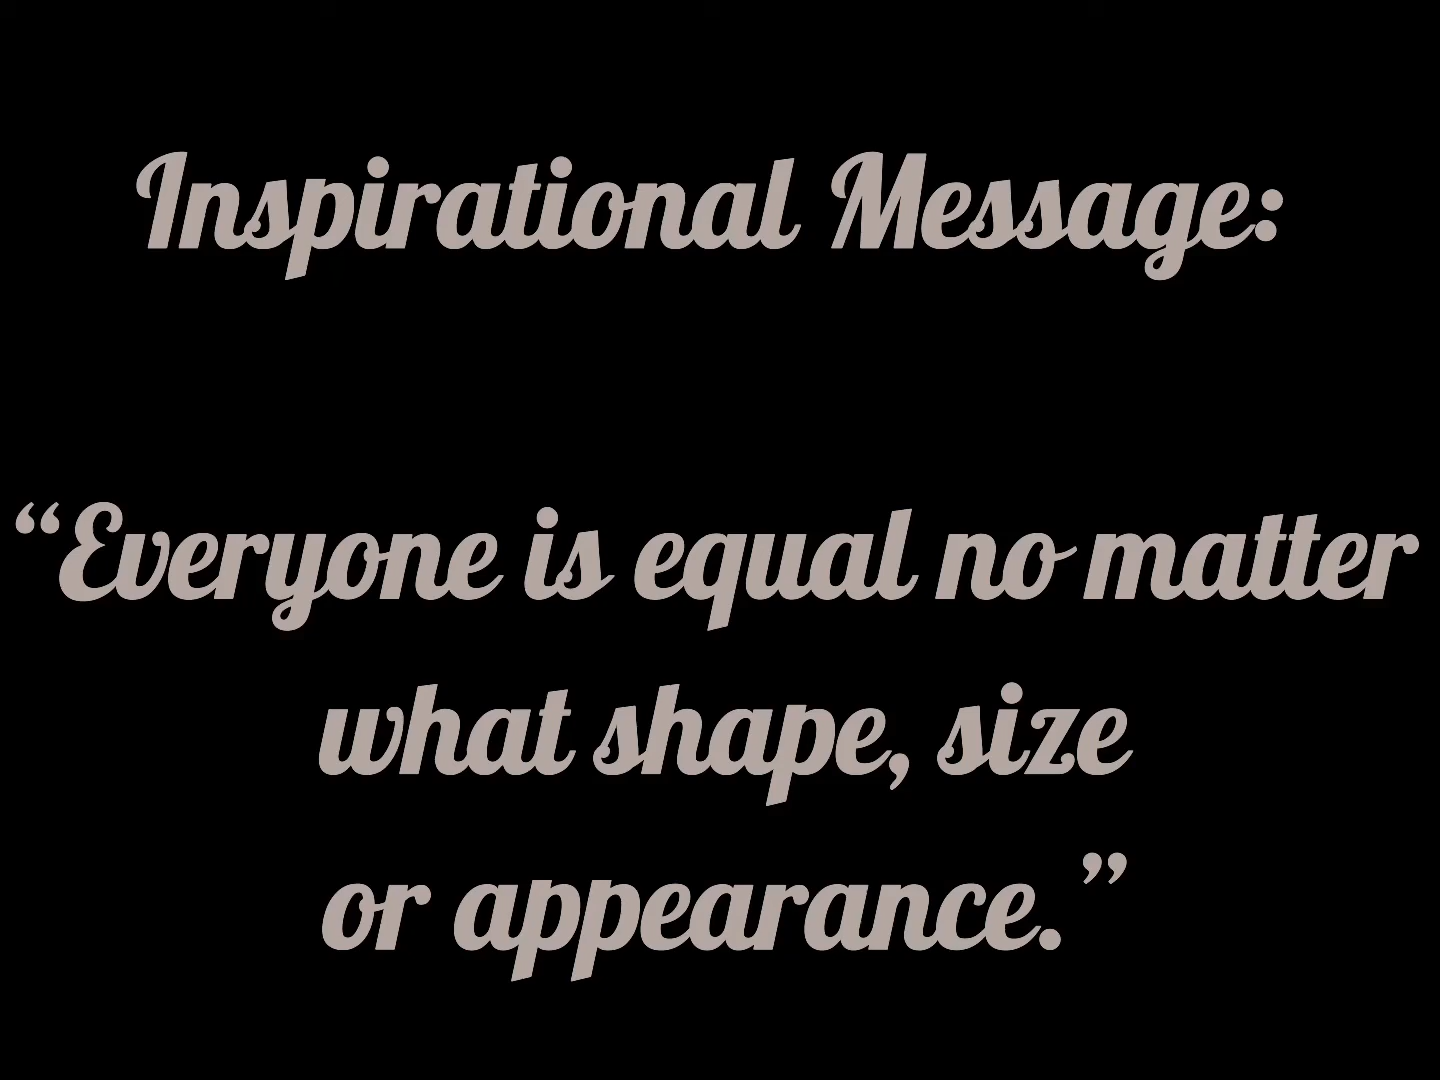 Inspirational Message:
“Everyone is equal no matter
what shape, size
or appearance.”